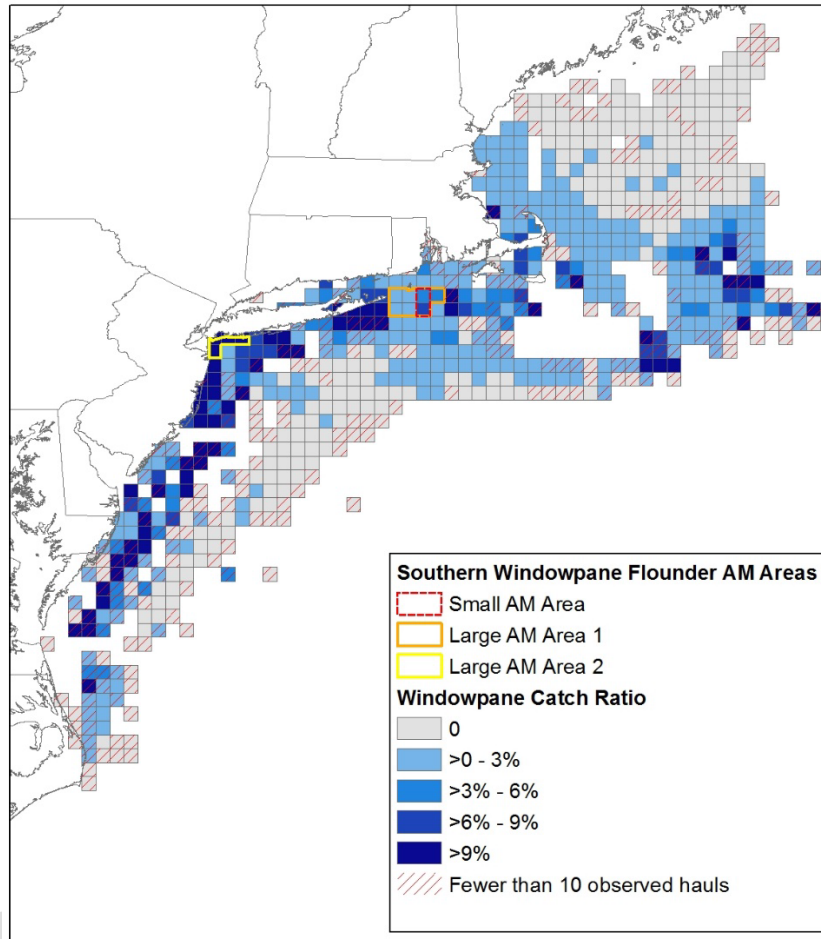 Southern Windowpane Flounder AM Areas
Small AM Area
Large AM Area 1
Large AM Area 2
Windowpane Catch Ratio
0
>0 - 3%
>3% - 6%
>6% - 9%
>9%
Fewer than 10 observed hauls